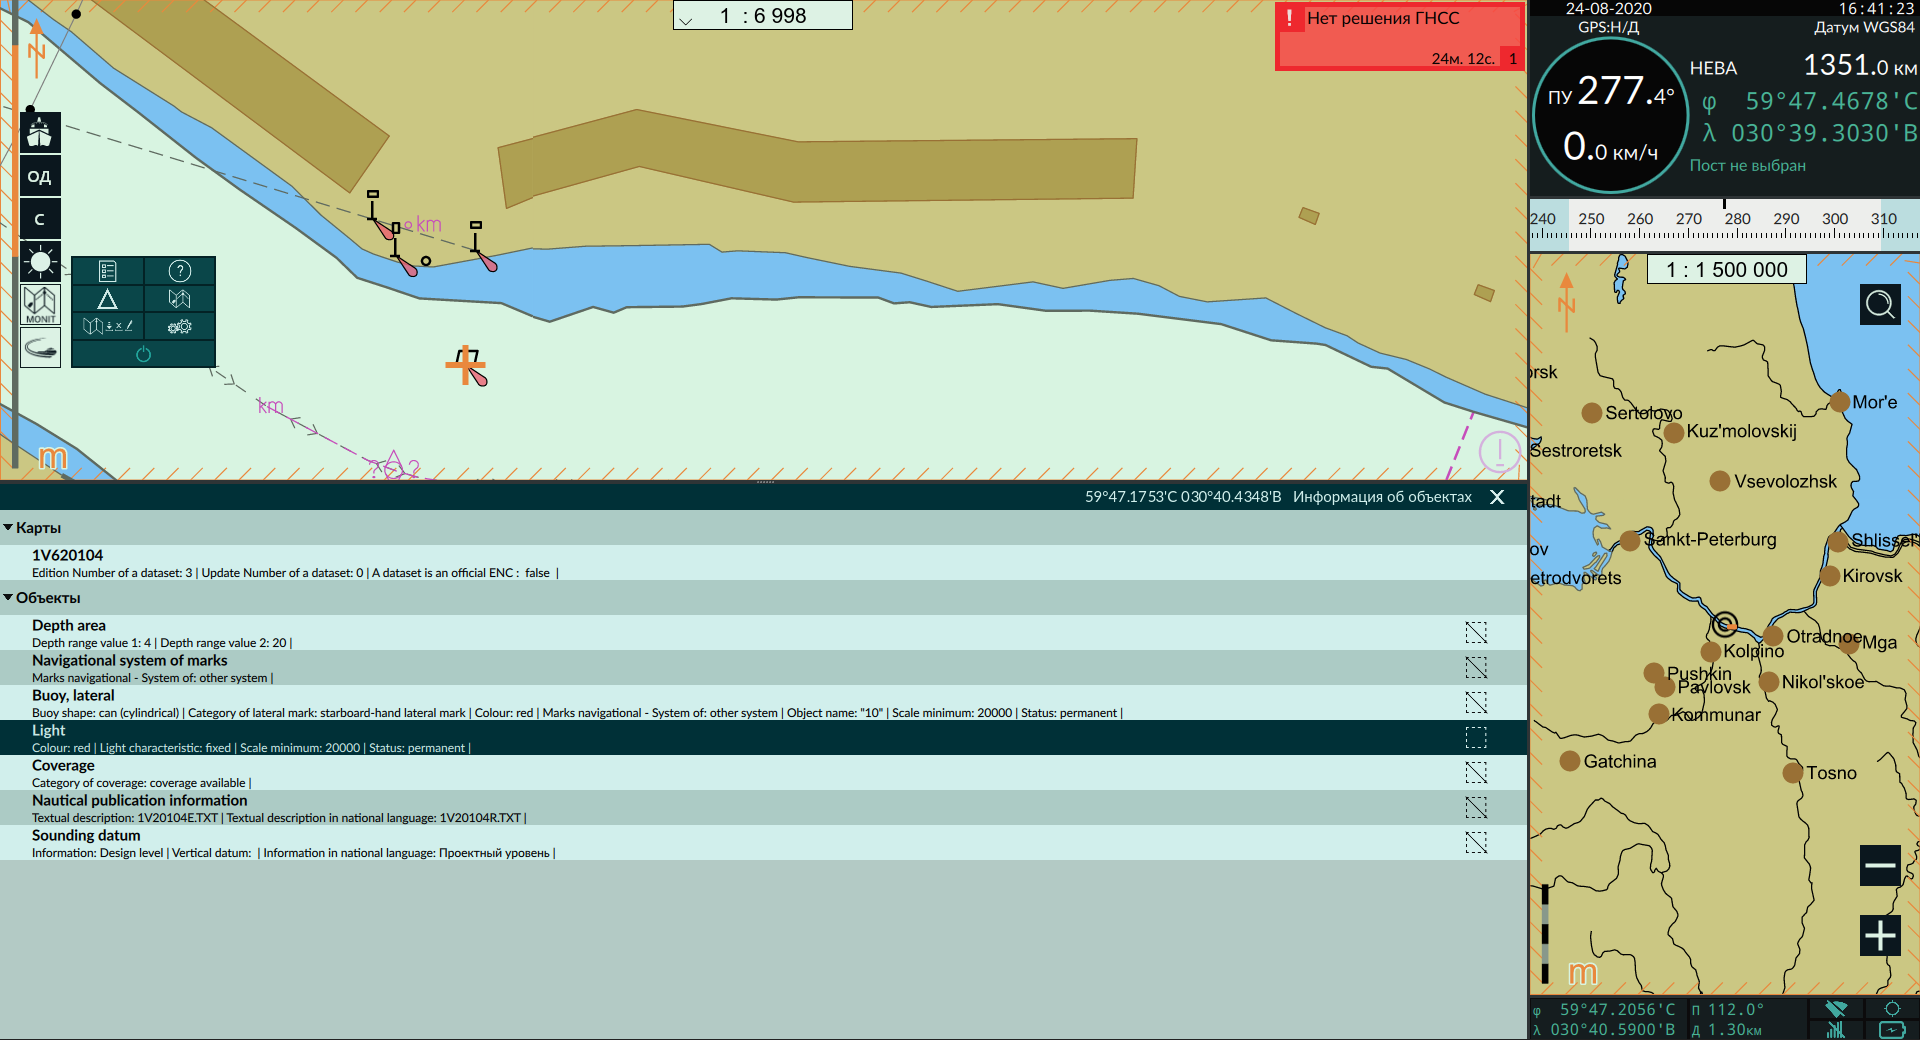 1 : 6 998
! Нет решения ГНСС
24м. 12с. 1
N
km
km
?
?
m
ОД
С
MONIT
?
59°47.1753'С 030°40.4348'В Информация об объектах X
Карты
1V620104
Edition Number of a dataset: 3 | Update Number of a dataset: 0 | A dataset is an official ENC : false |
Объекты
Depth area
Depth range value 1: 4 | Depth range value 2: 20 |
Navigational system of marks
Marks navigational - System of: other system |
Buoy, lateral
Buoy shape: can (cylindrical) | Category of lateral mark: starboard-hand lateral mark | Colour: red | Marks navigational - System of: other system | Object name: "10" | Scale minimum: 20000 | Status: permanent |
Light
Colour: red | Light characteristic: fixed | Scale minimum: 20000 | Status: permanent |
Coverage
Category of coverage: coverage available |
Nautical publication information
Textual description: 1V20104E.TXT | Textual description in national language: 1V20104R.TXT |
Sounding datum
Information: Design level | Vertical datum: | Information in national language: Проектный уровень |
24-08-2020 16:41:23
GPS:Н/Д Датум WGS84
ПУ 277.4°
0.0 км/ч
НЕВА 1351.0 км
φ 59°47.4678'С
λ 030°39.3030'В
Пост не выбран
240 250 260 270 280 290 300 310
1 : 1 500 000
N
orsk
Mor'e
Sertolovo
Kuz'molovskij
Sestroretsk
Vsevolozhsk
tadt
Sankt-Peterburg
Shlissel'
ov
Kirovsk
etrodvorets
Otradnoe
Mga
Kolpino
Pushkin
Pavlovsk
Nikol'skoe
Kommunar
Gatchina
Tosno
m
φ 59°47.2056'С П 112.0°
λ 030°40.5900'В Д 1.30км